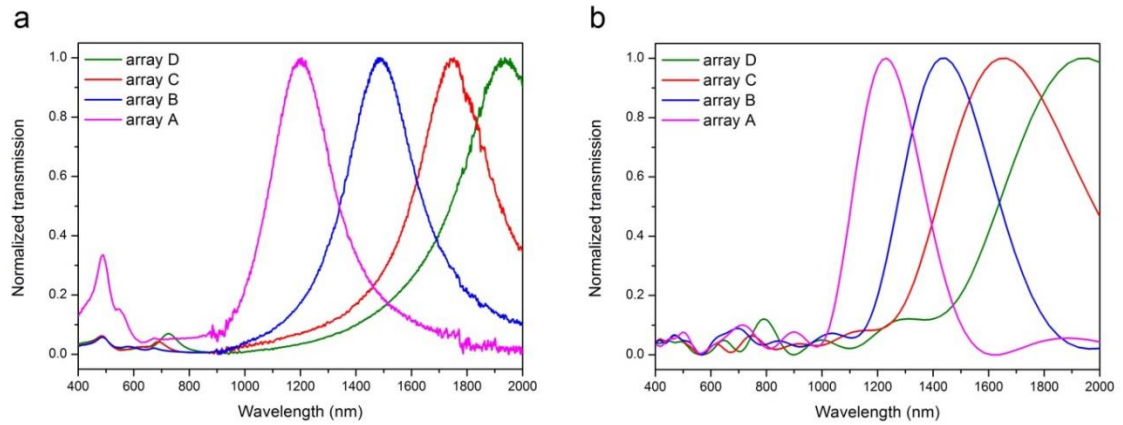 a
array D
array C
array B
array A
1.0
0.8
0.6
0.4
0.2
0.0
Normalized transmission
400 600 800 1000 1200 1400 1600 1800 2000
Wavelength (nm)
b
array D
array C
array B
array A
1.0
0.8
0.6
0.4
0.2
0.0
Normalized transmission
400 600 800 1000 1200 1400 1600 1800 2000
Wavelength (nm)